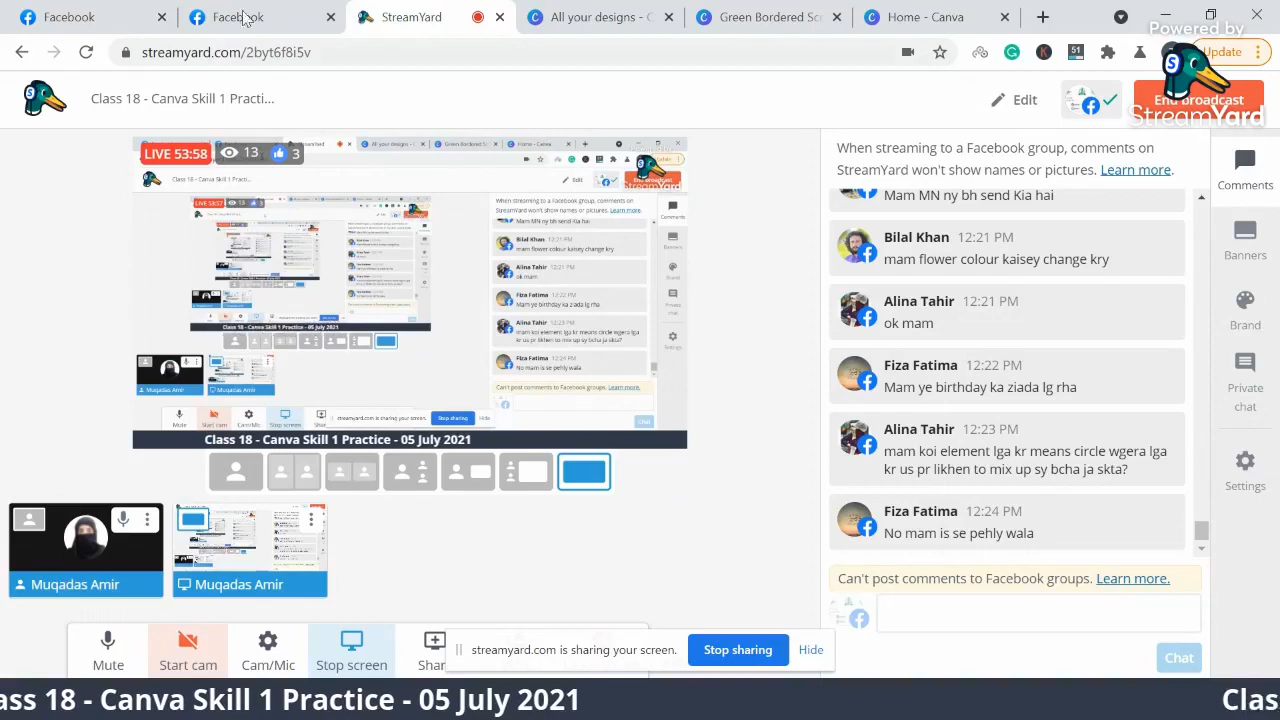 Facebook
Facebook
StreamYard
All your designs - C
Green Bordered Scr
Home - Canva
Powered by
streamyard.com/2byt6f8i5v
51
Update
StreamYard
Class 18 - Canva Skill 1 Practi...
Edit
End broadcast
LIVE 53:58
13
3
When streaming to a Facebook group, comments on
StreamYard won't show names or pictures. Learn more.
Mam MN ny bh send Kia hai
Bilal Khan 12:21 PM
mam flower colour kaisey change kry
Alina Tahir 12:21 PM
ok mam
Fiza Fatima 12:22 PM
Mam ye birthday ka ziada lg rha
Alina Tahir 12:23 PM
mam koi element lga kr means circle wgera lga
kr us pr likhen to mix up sy bcha ja skta?
Fiza Fatima 12:24 PM
No mam is se pehly wala
Can't post comments to Facebook groups. Learn more.
Chat
Comments
Banners
Brand
Private
chat
Settings
Class 18 - Canva Skill 1 Practice - 05 July 2021
Muqadas Amir
Muqadas Amir
Mute
Start cam
Cam/Mic
Stop screen
Shar
streamyard.com is sharing your screen.
Stop sharing
Hide
ass 18 - Canva Skill 1 Practice - 05 July 2021
Clas